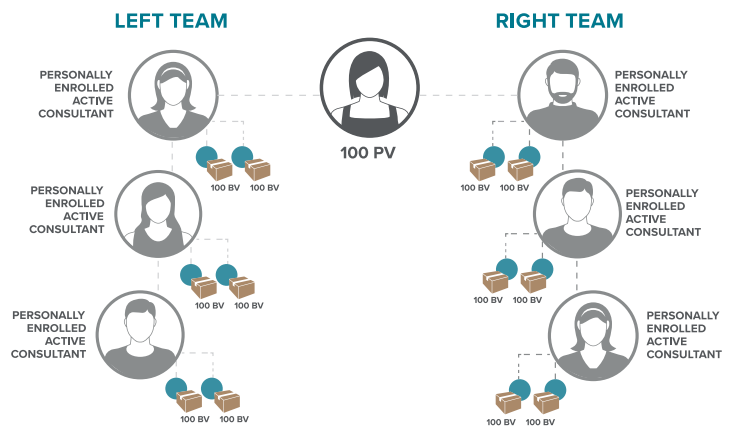 LEFT TEAM
RIGHT TEAM
PERSONALLY
ENROLLED
ACTIVE
CONSULTANT
100 PV
PERSONALLY
ENROLLED
ACTIVE
CONSULTANT
100 BV
100 BV
100 BV
100 BV
PERSONALLY
ENROLLED
ACTIVE
CONSULTANT
PERSONALLY
ENROLLED
ACTIVE
CONSULTANT
100 BV
100 BV
100 BV
100 BV
PERSONALLY
ENROLLED
ACTIVE
CONSULTANT
PERSONALLY
ENROLLED
ACTIVE
CONSULTANT
100 BV
100 BV
100 BV
100 BV